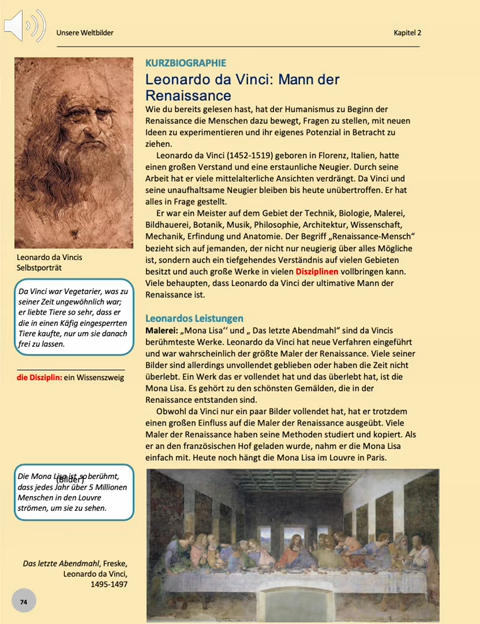 Unsere Weltbilder
Kapitel 2
KURZBIOGRAPHIE
Leonardo da Vinci: Mann der
Renaissance
Wie du bereits gelesen hast, hat der Humanismus zu Beginn der
Renaissance die Menschen dazu bewegt, Fragen zu stellen, mit neuen
Ideen zu experimentieren und ihr eigenes Potenzial in Betracht zu
ziehen.
Leonardo da Vinci (1452-1519) geboren in Florenz, Italien, hatte
einen großen Verstand und eine erstaunliche Neugier. Durch seine
Arbeit hat er viele mittelalterliche Ansichten verdrängt. Da Vinci und
seine unaufhaltsame Neugier bleiben bis heute unübertroffen. Er hat
alles in Frage gestellt.
Er war ein Meister auf dem Gebiet der Technik, Biologie, Malerei,
Bildhauerei, Botanik, Musik, Philosophie, Architektur, Wissenschaft,
Mechanik, Erfindung und Anatomie. Der Begriff „Renaissance-Mensch"
bezieht sich auf jemanden, der nicht nur neugierig über alles Mögliche
ist, sondern auch ein tiefgehendes Verständnis auf vielen Gebieten
besitzt und auch große Werke in vielen Disziplinen vollbringen kann.
Viele behaupten, dass Leonardo da Vinci der ultimative Mann der
Renaissance ist.
Leonardo da Vincis
Selbstporträt
Da Vinci war Vegetarier, was zu
seiner Zeit ungewöhnlich war;
er liebte Tiere so sehr, dass er
die in einen Käfig eingesperrten
Tiere kaufte, nur um sie danach
frei zu lassen.
die Disziplin: ein Wissenszweig
Leonardos Leistungen
Malerei: „Mona Lisa‘‘ und „ Das letzte Abendmahl“ sind da Vincis
berühmteste Werke. Leonardo da Vinci hat neue Verfahren eingeführt
und war wahrscheinlich der größte Maler der Renaissance. Viele seiner
Bilder sind allerdings unvollendet geblieben oder haben die Zeit nicht
überlebt. Ein Werk das er vollendet hat und das überlebt hat, ist die
Mona Lisa. Es gehört zu den schönsten Gemälden, die in der
Renaissance entstanden sind.
Obwohl da Vinci nur ein paar Bilder vollendet hat, hat er trotzdem
einen großen Einfluss auf die Maler der Renaissance ausgeübt. Viele
Maler der Renaissance haben seine Methoden studiert und kopiert. Als
er an den französischen Hof geladen wurde, nahm er die Mona Lisa
einfach mit. Heute noch hängt die Mona Lisa im Louvre in Paris.
Die Mona Lisa ist so berühmt,
(Bilder)
dass jedes Jahr über 5 Millionen
Menschen in den Louvre
strömen, um sie zu sehen.
Das letzte Abendmahl, Freske,
Leonardo da Vinci,
1495-1497
74